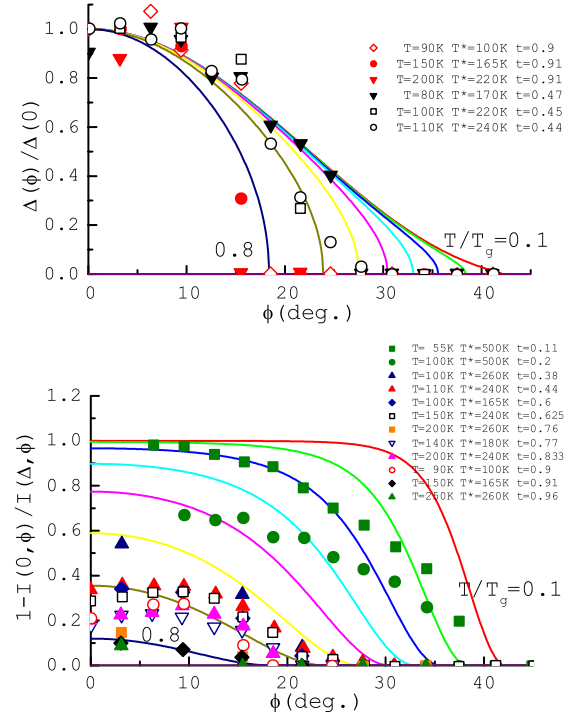 1.0
0.8
0.6
0.4
0.2
0.0
Δ(ϕ)/Δ(0)
T=90K T*=100K t=0.9
T=150K T*=165K t=0.91
T=200K T*=220K t=0.91
T=80K T*=170K t=0.47
T=100K T*=220K t=0.45
T=110K T*=240K t=0.44
0.8
T/Tg=0.1
0 10 20 30 40
ϕ(deg.)
1.2
1.0
0.8
0.6
0.4
0.2
0.0
1-I(0,ϕ)/I(Δ,ϕ)
T= 55K T*=500K t=0.11
T=100K T*=500K t=0.2
T=100K T*=260K t=0.38
T=110K T*=240K t=0.44
T=100K T*=165K t=0.6
T=150K T*=240K t=0.625
T=200K T*=260K t=0.76
T=140K T*=180K t=0.77
T=200K T*=240K t=0.833
T= 90K T*=100K t=0.9
T=150K T*=165K t=0.91
T=250K T*=260K t=0.96
T/Tg=0.1
0.8
0 10 20 30 40
ϕ(deg.)